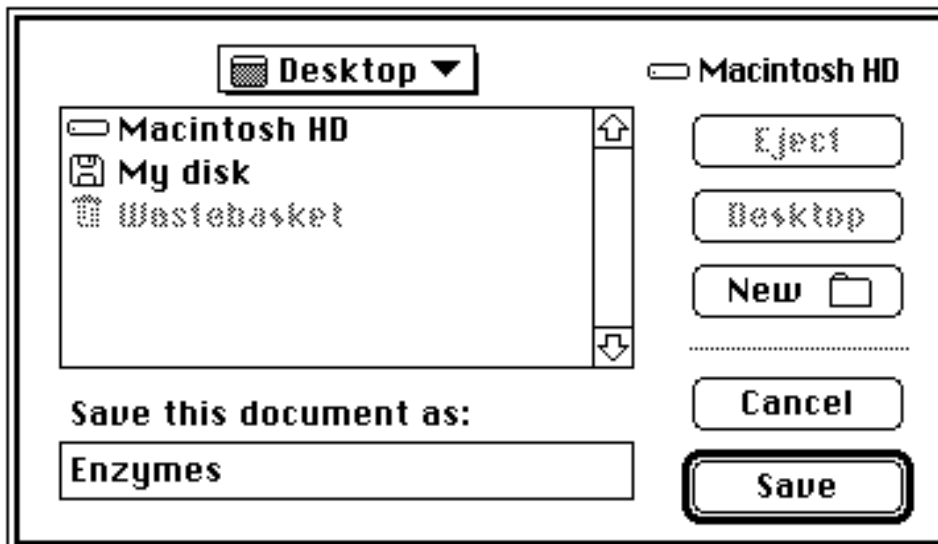 Desktop
Macintosh HD
Macintosh HD
My disk
Wastebasket
Eject
Desktop
New
Save this document as:
Enzymes
Cancel
Save